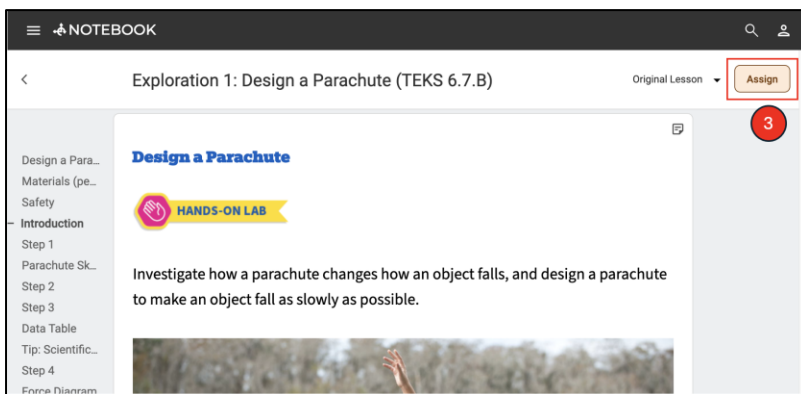 NOTEBOOK
Exploration 1: Design a Parachute (TEKS 6.7.B)
Original Lesson
Assign
3
Design a Para...
Materials (pe...
Safety
Introduction
Step 1
Parachute Sk...
Step 2
Step 3
Data Table
Tip: Scientific...
Step 4
Force Diagram
Design a Parachute
HANDS-ON LAB
Investigate how a parachute changes how an object falls, and design a parachute
to make an object fall as slowly as possible.